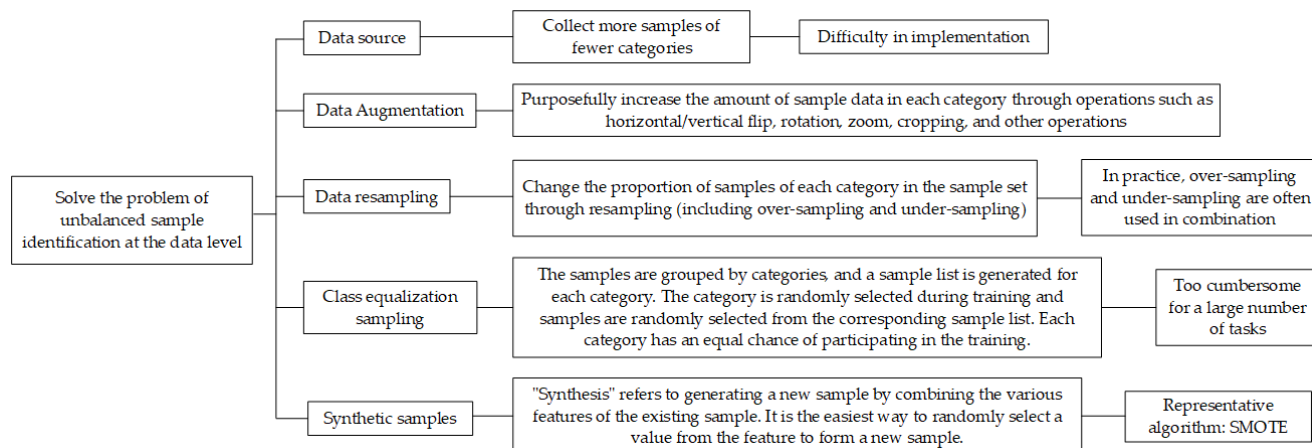 Data source
Collect more samples of
fewer categories
Difficulty in implementation
Data Augmentation
Purposefully increase the amount of sample data in each category through operations such as
horizontal/vertical flip, rotation, zoom, cropping, and other operations
Solve the problem of
unbalanced sample
identification at the data level
Data resampling
Change the proportion of samples of each category in the sample set
through resampling (including over-sampling and under-sampling)
In practice, over-sampling
and under-sampling are often
used in combination
Class equalization
sampling
The samples are grouped by categories, and a sample list is generated for
each category. The category is randomly selected during training and
samples are randomly selected from the corresponding sample list. Each
category has an equal chance of participating in the training.
Too cumbersome
for a large number
of tasks
Synthetic samples
"Synthesis" refers to generating a new sample by combining the various
features of the existing sample. It is the easiest way to randomly select a
value from the feature to form a new sample.
Representative
algorithm: SMOTE